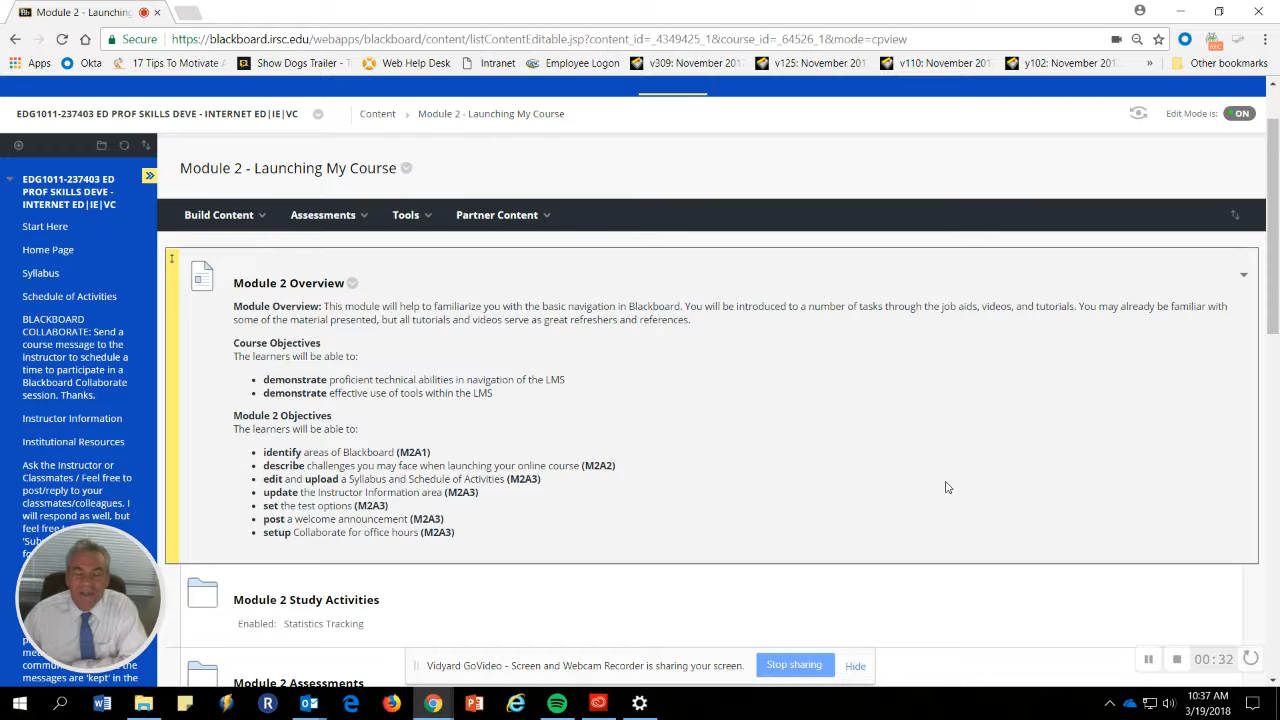 Module 2 - Launching
Secure https://blackboard.irsc.edu/webapps/blackboard/content/listContentEditable.jsp?content_id=_4349425_1&course_id=_64526_1&mode=cpview
Apps Okta 17 Tips To Motivate Show Dogs Trailer - Web Help Desk Intranet Employee Logon v309: November 201 v125: November 201 v110: November 2 y102: November 201 » Other bookmarks
EDG1011-237403 ED PROF SKILLS DEVE - INTERNET ED|IE|VC Content Module 2 - Launching My Course Edit Mode is: ON
EDG1011-237403 ED
PROF SKILLS DEVE -
INTERNET ED|IE|VC
Start Here
Home Page
Syllabus
Schedule of Activities
BLACKBOARD
COLLABORATE: Send a
course message to the
instructor to schedule a
time to participate in a
Blackboard Collaborate
session. Thanks.
Instructor Information
Institutional Resources
Ask the Instructor or
Classmates / Feel free to
post/reply to your
classmates/colleagues. I
will respond as well, but
feel free
'Sub
fo
messages are 'kept' in the
Module 2 - Launching My Course
Build Content Assessments Tools Partner Content
Module 2 Overview
Module Overview: This module will help to familiarize you with the basic navigation in Blackboard. You will be introduced to a number of tasks through the job aids, videos, and tutorials. You may already be familiar with
some of the material presented, but all tutorials and videos serve as great refreshers and references.
Course Objectives
The learners will be able to:
• demonstrate proficient technical abilities in navigation of the LMS
• demonstrate effective use of tools within the LMS
Module 2 Objectives
The learners will be able to:
• identify areas of Blackboard (M2A1)
• describe challenges you may face when launching your online course (M2A2)
• edit and upload a Syllabus and Schedule of Activities (M2A3)
• update the Instructor Information area (M2A3)
• set the test options (M2A3)
• post a welcome announcement (M2A3)
• setup Collaborate for office hours (M2A3)
Module 2 Study Activities
Enabled: Statistics Tracking
Module 2 Assessments
Vidyard GoVideo - Screen and Webcam Recorder is sharing your screen. Stop sharing Hide
00:32
10:37 AM
3/19/2018